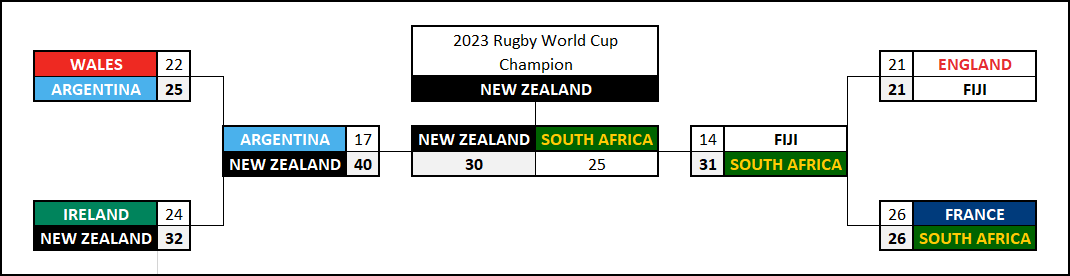 2023 Rugby World Cup
Champion
NEW ZEALAND
WALES 22
ARGENTINA 25
21 ENGLAND
21 FIJI
ARGENTINA 17
NEW ZEALAND 40
NEW ZEALAND SOUTH AFRICA
30 25
14 FIJI
31 SOUTH AFRICA
IRELAND 24
NEW ZEALAND 32
26 FRANCE
26 SOUTH AFRICA